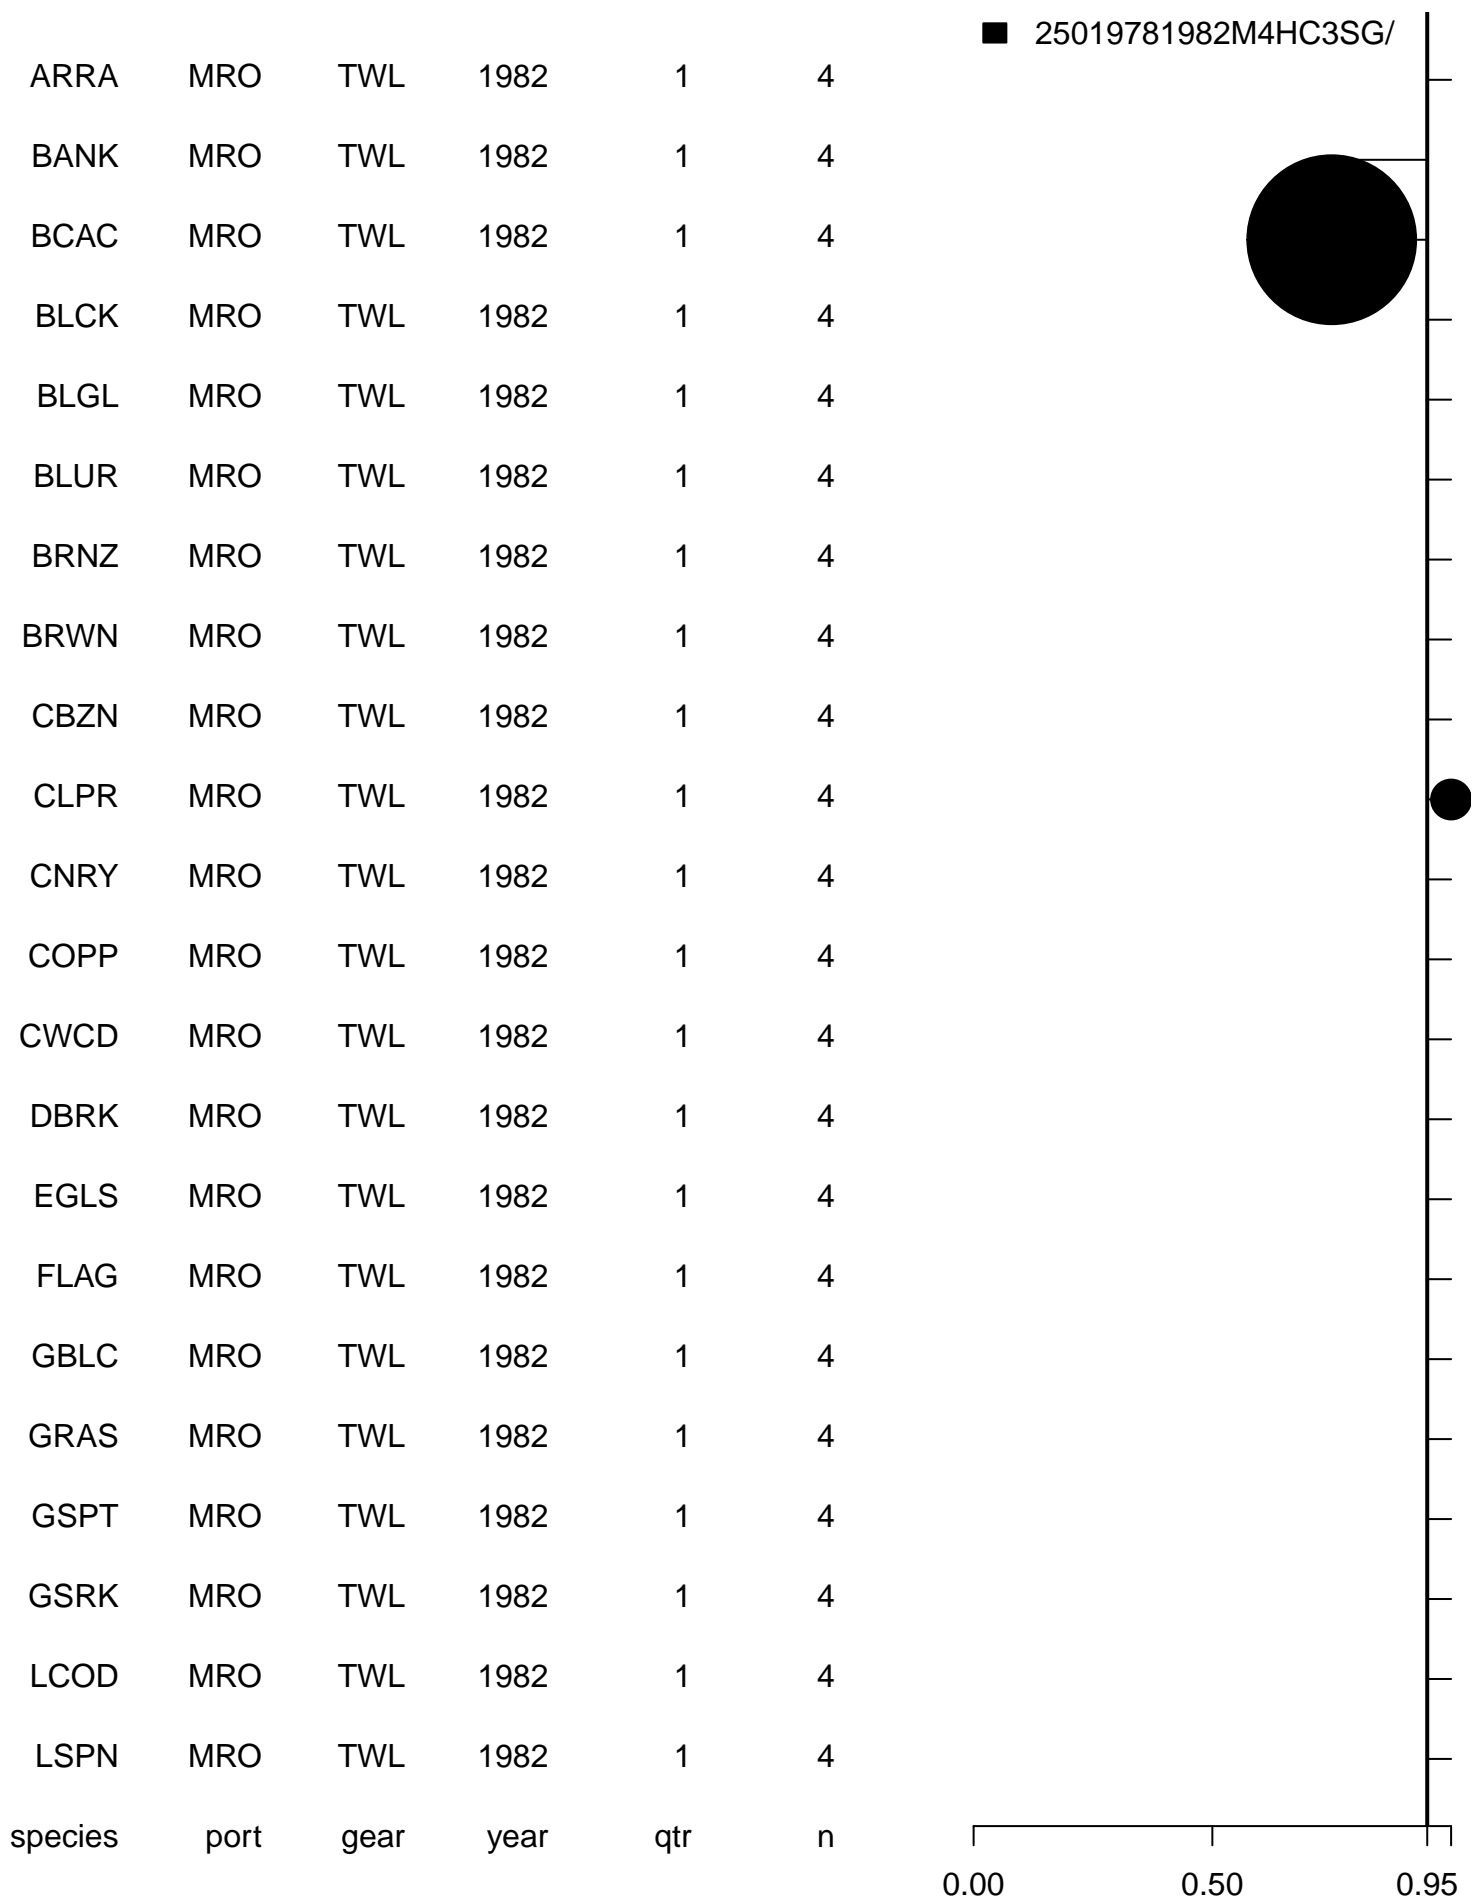 25019781982M4HC3SG/
ARRA MRO TWL 1982 1 4
BANK MRO TWL 1982 1 4
BCAC MRO TWL 1982 1 4
BLCK MRO TWL 1982 1 4
BLGL MRO TWL 1982 1 4
BLUR MRO TWL 1982 1 4
BRNZ MRO TWL 1982 1 4
BRWN MRO TWL 1982 1 4
CBZN MRO TWL 1982 1 4
CLPR MRO TWL 1982 1 4
CNRY MRO TWL 1982 1 4
COPP MRO TWL 1982 1 4
CWCD MRO TWL 1982 1 4
DBRK MRO TWL 1982 1 4
EGLS MRO TWL 1982 1 4
FLAG MRO TWL 1982 1 4
GBLC MRO TWL 1982 1 4
GRAS MRO TWL 1982 1 4
GSPT MRO TWL 1982 1 4
GSRK MRO TWL 1982 1 4
LCOD MRO TWL 1982 1 4
LSPN MRO TWL 1982 1 4
species port gear year qtr n
0.00 0.50 0.95